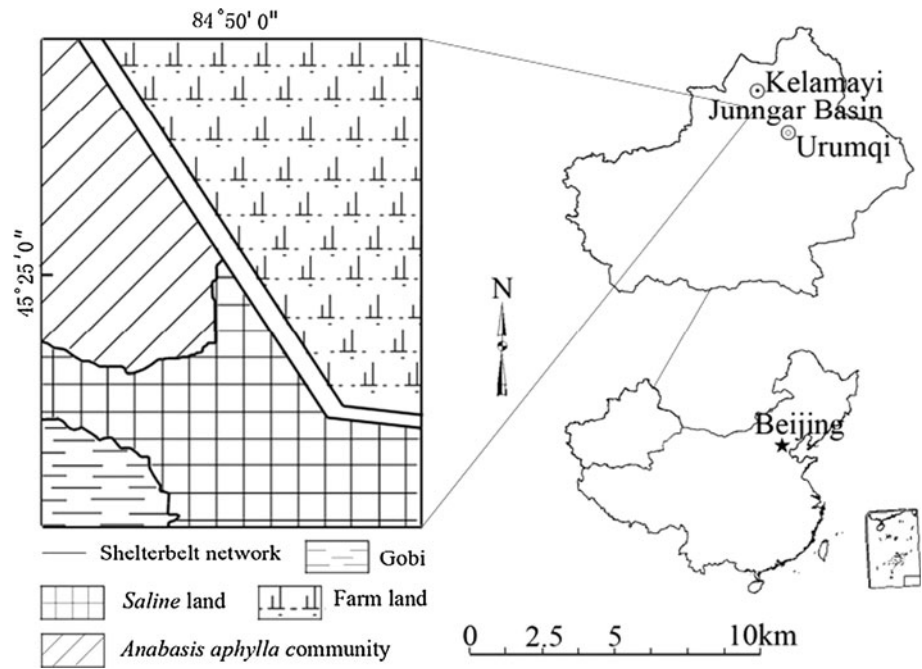 84°50′0″
45°25′0″
Kelamayi
Junngar Basin
Urumqi
N
Beijing
Shelterbelt network
Gobi
Saline land
Farm land
Anabasis aphylla community
0 2.5 5 10km